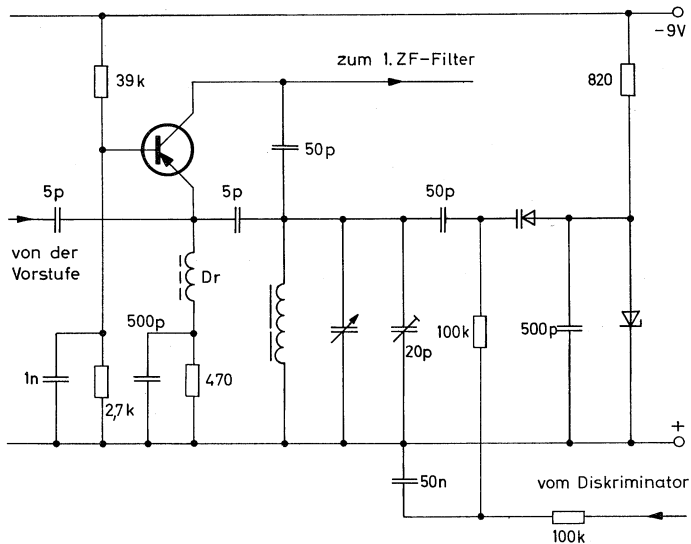 -9V
zum 1. ZF-Filter
39k
820
50p
5p
5p
50p
von der
Vorstufe
Dr
500p
100k
500p
20p
1n
470
2,7k
+
50n
vom Diskriminator
100k